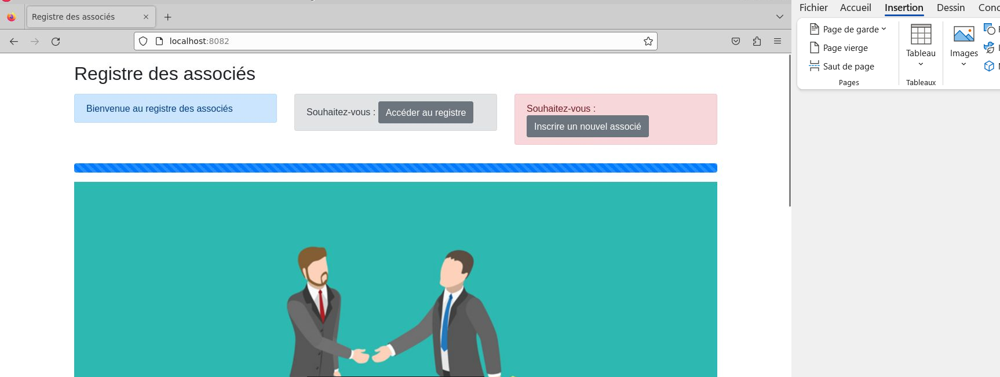 Registre des associés
localhost:8082
Registre des associés
Bienvenue au registre des associés
Souhaitez-vous : Accéder au registre
Souhaitez-vous :
Inscrire un nouvel associé
Fichier Accueil Insertion Dessin Conc
Page de garde
Page vierge
Saut de page
Pages
Tableau
Tableaux
Images